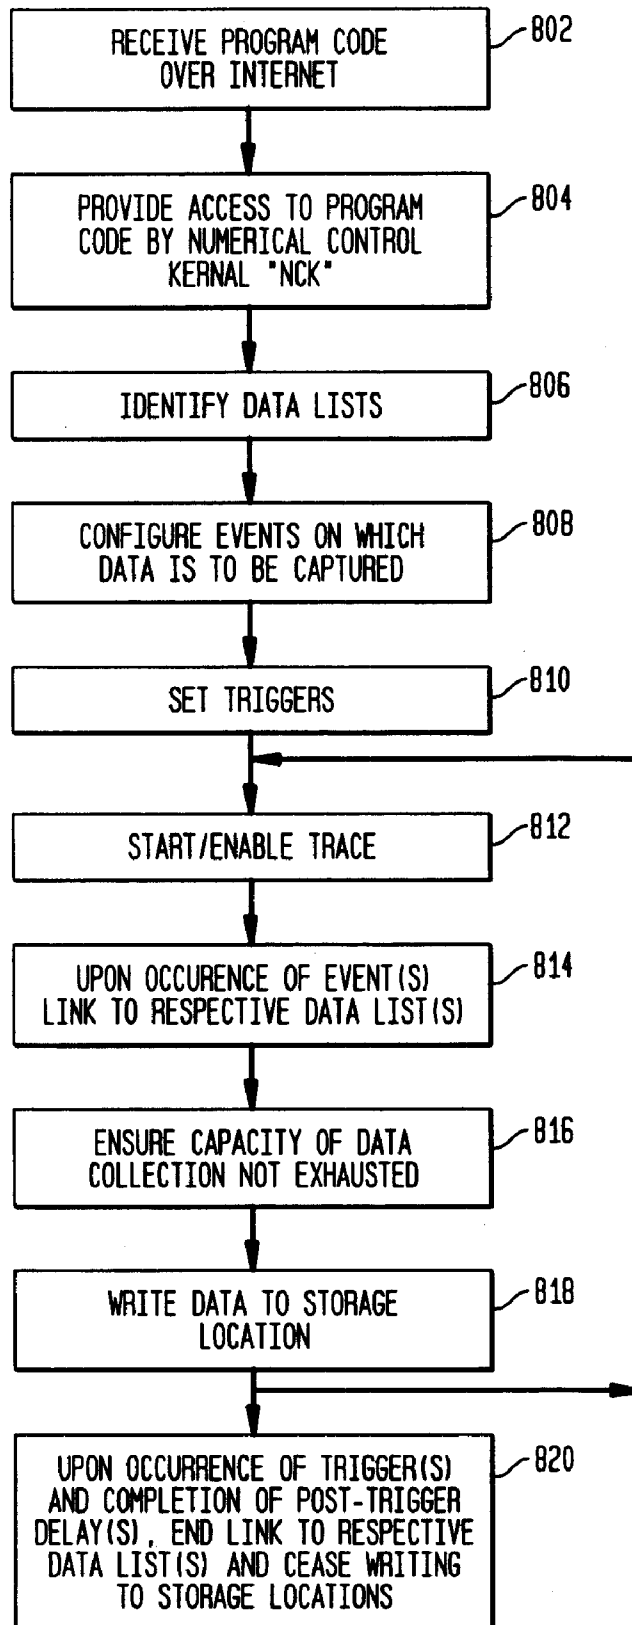 RECEIVE PROGRAM CODE
OVER INTERNET
802
PROVIDE ACCESS TO PROGRAM
CODE BY NUMERICAL CONTROL
KERNAL "NCK"
804
IDENTIFY DATA LISTS
806
CONFIGURE EVENTS ON WHICH
DATA IS TO BE CAPTURED
808
SET TRIGGERS
810
START/ENABLE TRACE
812
UPON OCCURENCE OF EVENT(S)
LINK TO RESPECTIVE DATA LIST(S)
814
ENSURE CAPACITY OF DATA
COLLECTION NOT EXHAUSTED
816
WRITE DATA TO STORAGE
LOCATION
818
UPON OCCURRENCE OF TRIGGER(S)
AND COMPLETION OF POST-TRIGGER
DELAY(S), END LINK TO RESPECTIVE
DATA LIST(S) AND CEASE WRITING
TO STORAGE LOCATIONS
820